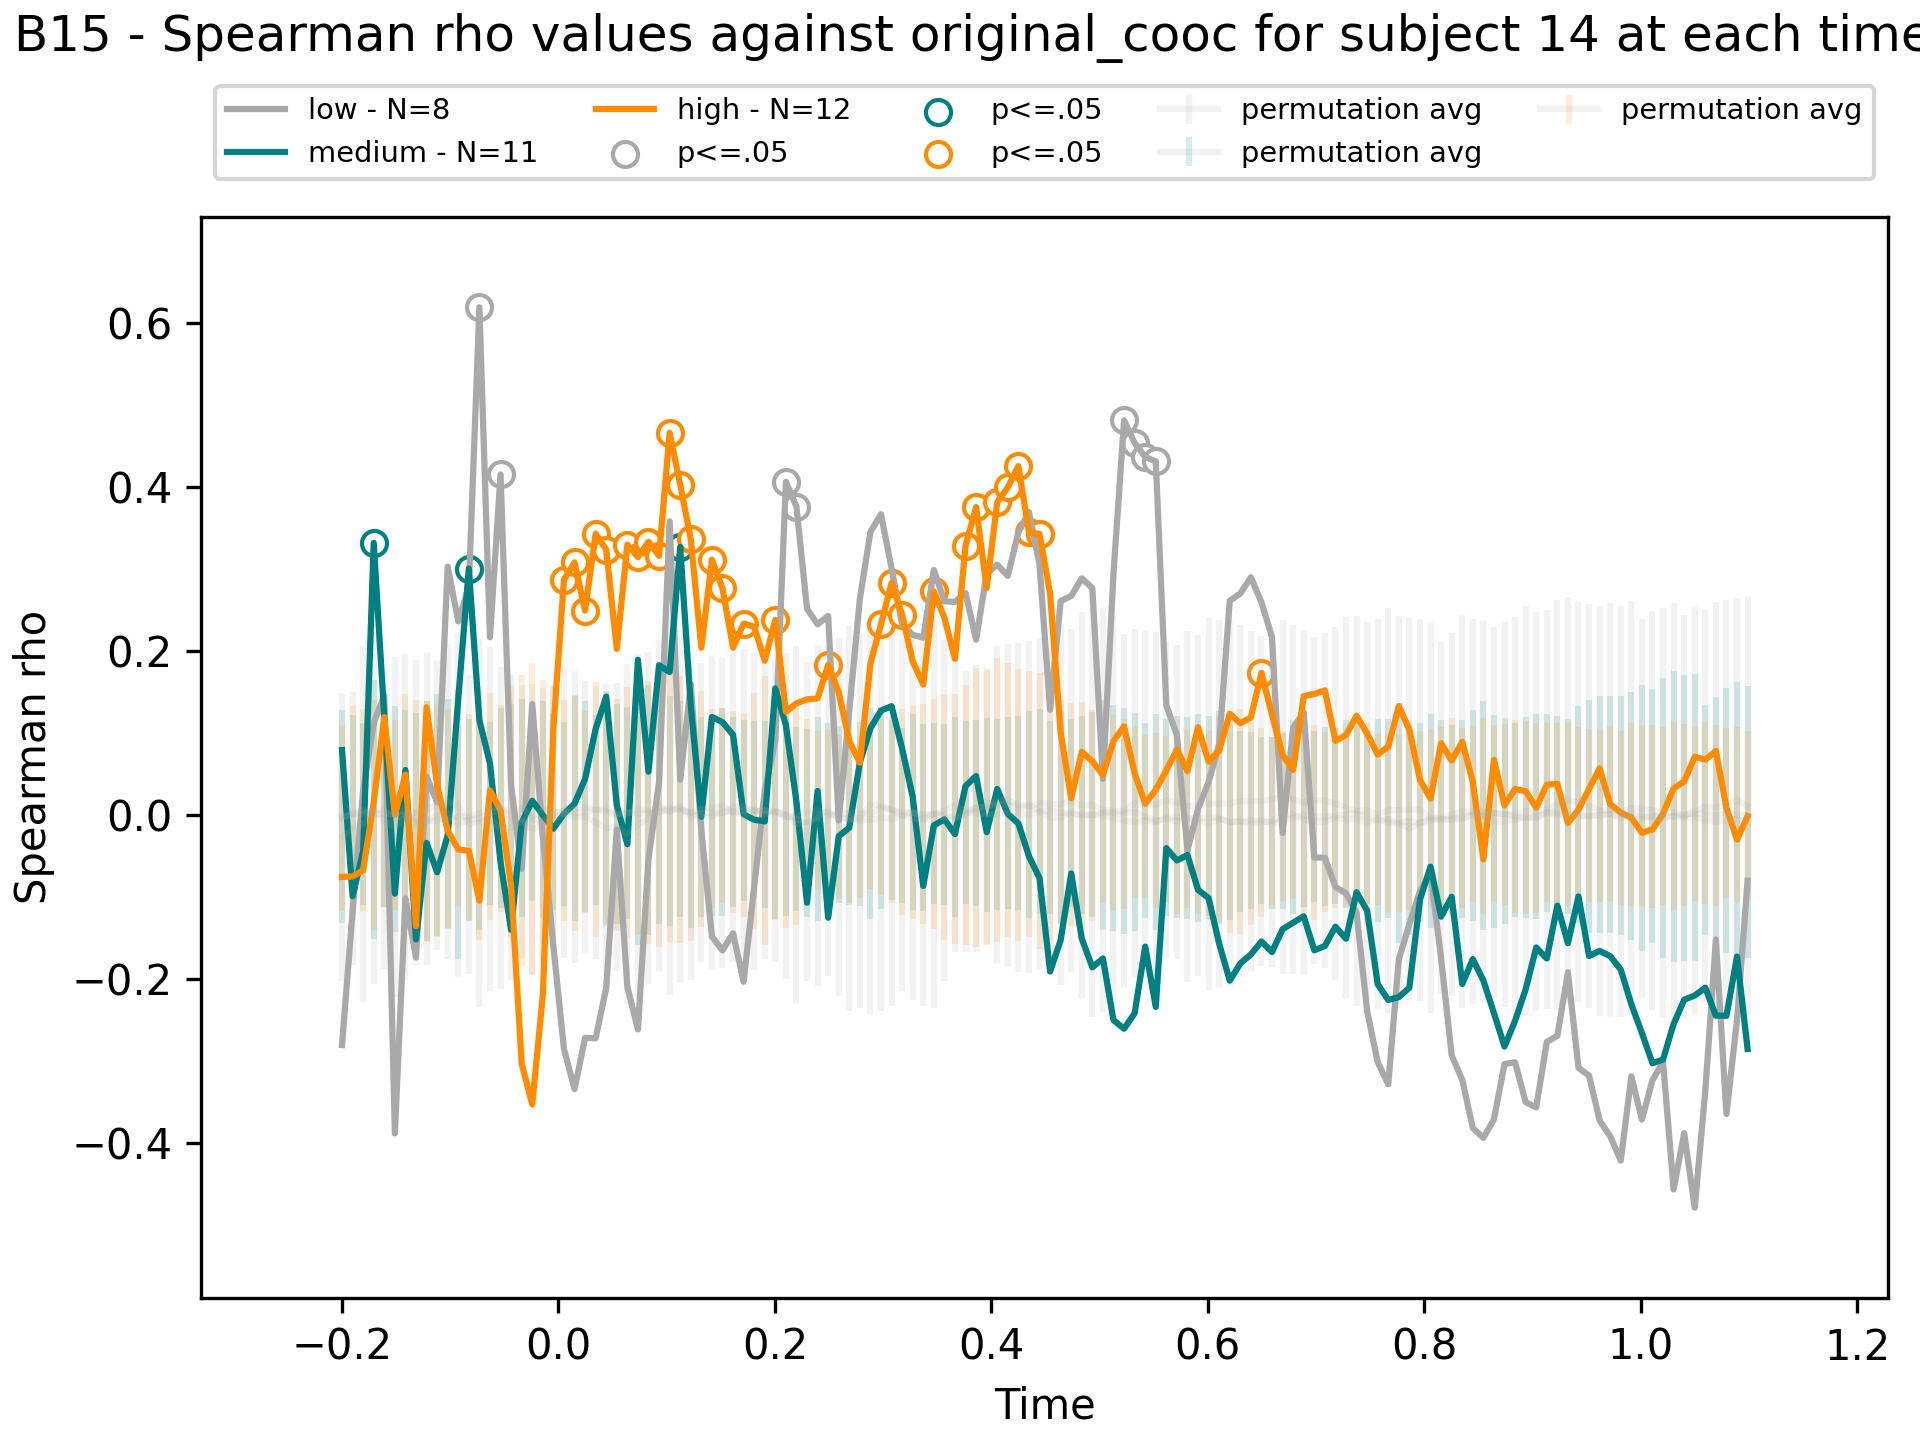 B15 - Spearman rho values against original_cooc for subject 14 at each time
low - N=8
high - N=12
p<=.05
permutation avg
permutation avg
medium - N=11
p<=.05
p<=.05
permutation avg
Spearman rho
0.6
0.4
0.2
0.0
−0.2
−0.4
−0.2
0.0
0.2
0.4
0.6
0.8
1.0
1.2
Time